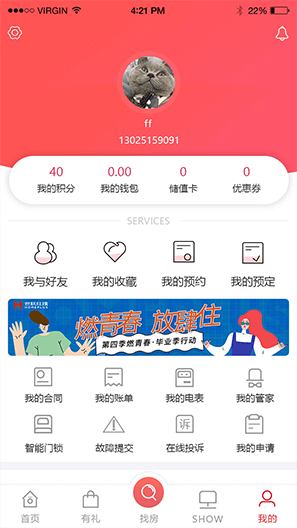 ●●●○○ VIRGIN 4:21 PM 22%
ff
13025159091
40 0.00 0 0
我的积分 我的钱包 储值卡 优惠券
SERVICES
我与好友 我的收藏 我的预约 我的预定
燃青春 放肆住
第四季燃青春·毕业季行动
我的合同 我的账单 我的电表 我的管家
智能门锁 故障提交 在线投诉 我的申请
首页 有礼 找房 SHOW 我的